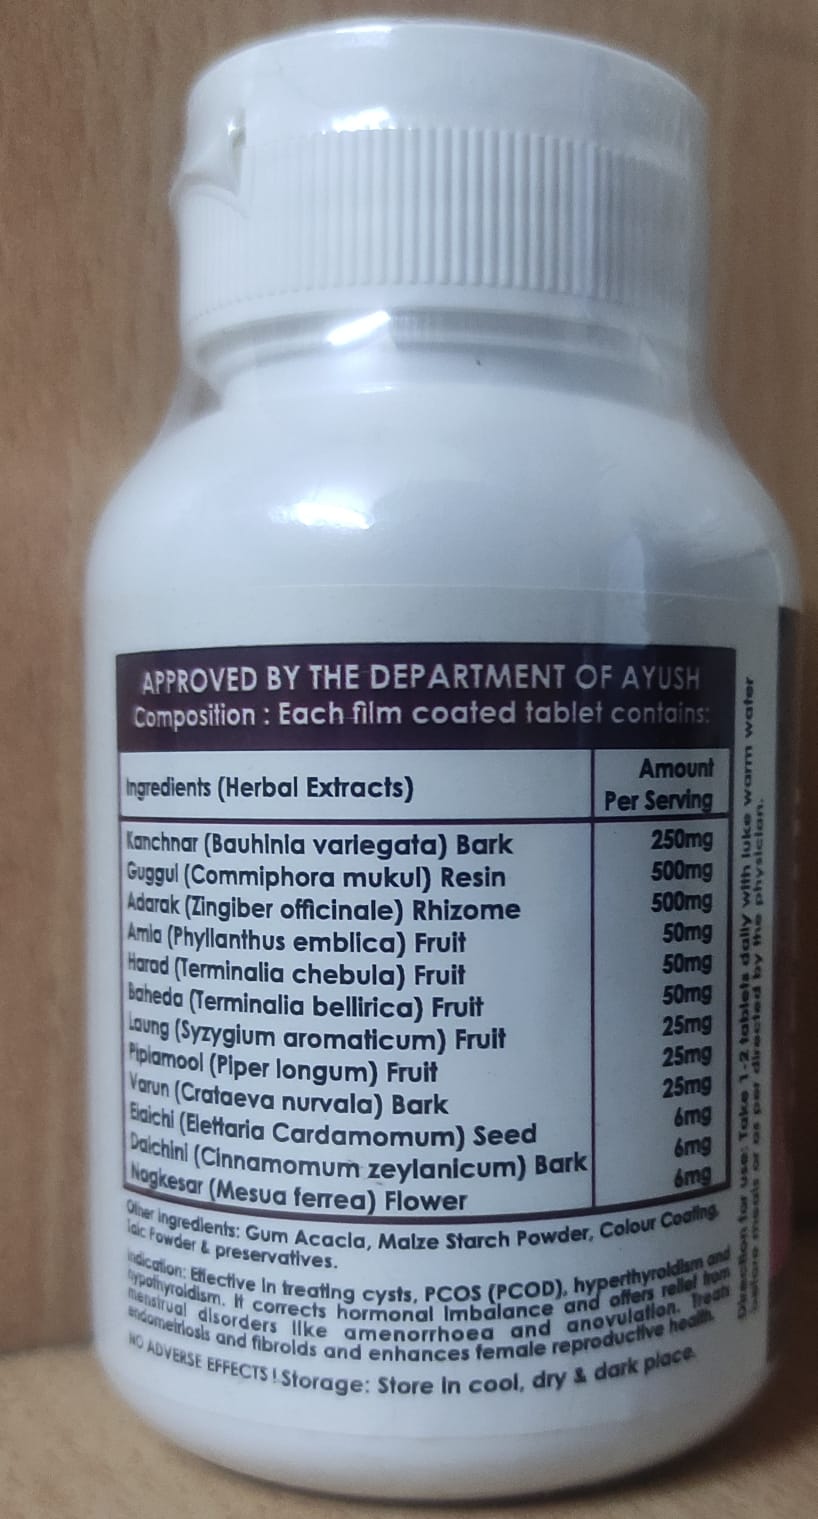 APPROVED BY THE DEPARTMENT OF AYUSH
Composition : Each film coated tablet contains:
Ingredients (Herbal Extracts) Amount Per Serving
Kanchnar (Bauhinia variegata) Bark 250mg
Guggul (Commiphora mukul) Resin 500mg
Adarak (Zingiber officinale) Rhizome 500mg
Amla (Phyllanthus emblica) Fruit 50mg
Harad (Terminalia chebula) Fruit 50mg
Baheda (Terminalia bellirica) Fruit 50mg
Laung (Syzygium aromaticum) Fruit 25mg
Piplamool (Piper longum) Fruit 25mg
Varun (Crataeva nurvala) Bark 25mg
Elaichi (Elettaria Cardamomum) Seed 6mg
Dalchini (Cinnamomum zeylanicum) Bark 6mg
Nagkesar (Mesua ferrea) Flower 6mg
Other ingredients: Gum Acacia, Maize Starch Powder, Colour Coating,
Talc Powder & preservatives.
Indication: Effective in treating cysts, PCOS (PCOD), hyperthyroidism and
hypothyroidism. It corrects hormonal imbalance and offers relief from
menstrual disorders like amenorrhoea and anovulation. Treats
endometriosis and fibroids and enhances female reproductive health.
NO ADVERSE EFFECTS ! Storage: Store in cool, dry & dark place.
Direction for use: Take 1-2 tablets daily with luke warm water
before meals or as per directed by the physician.